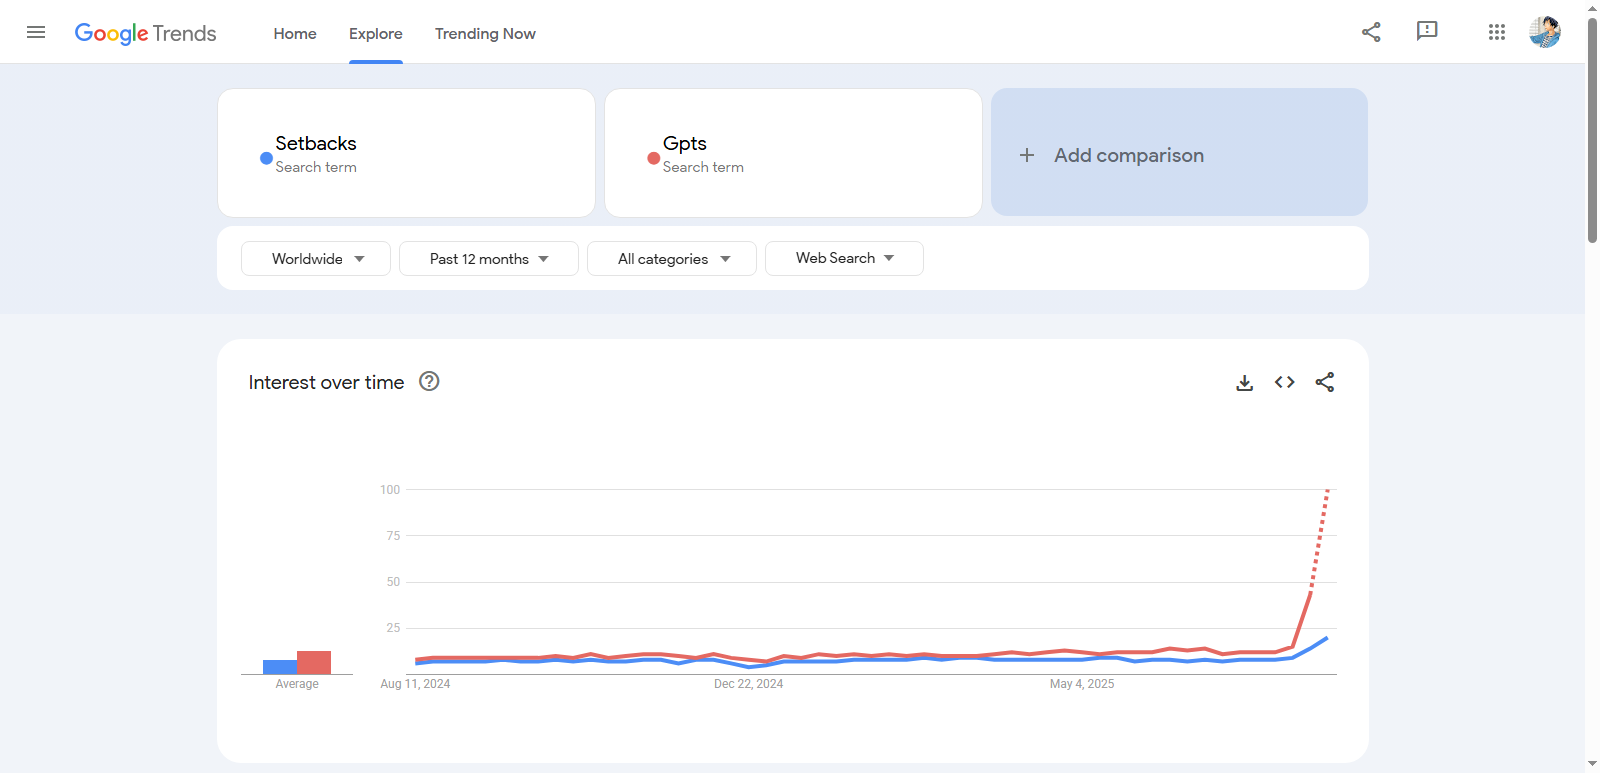 Google Trends
Home
Explore
Trending Now
Setbacks
Search term
Gpts
Search term
+ Add comparison
Worldwide
Past 12 months
All categories
Web Search
Interest over time
100
75
50
25
Average
Aug 11, 2024
Dec 22, 2024
May 4, 2025